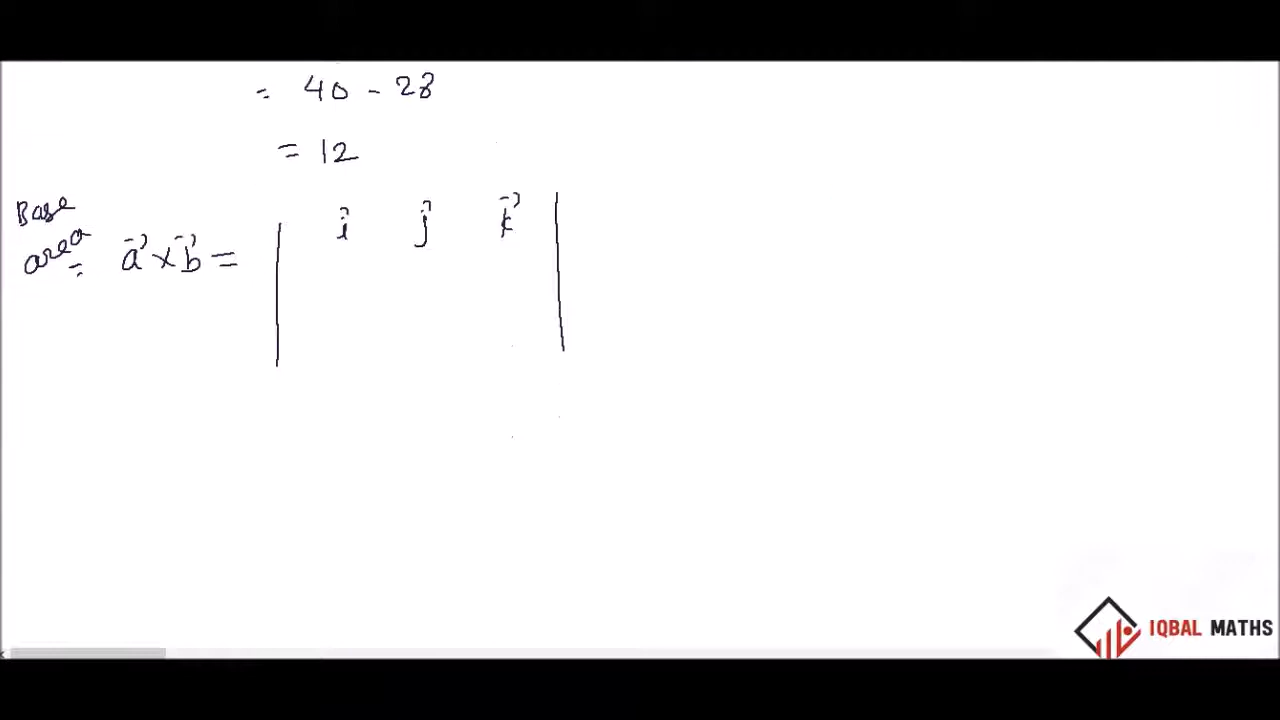 = 40 - 28
= 12
Base
area
=
a⃗ × b⃗ = | i⃗ j⃗ k⃗ |
IQBAL MATHS